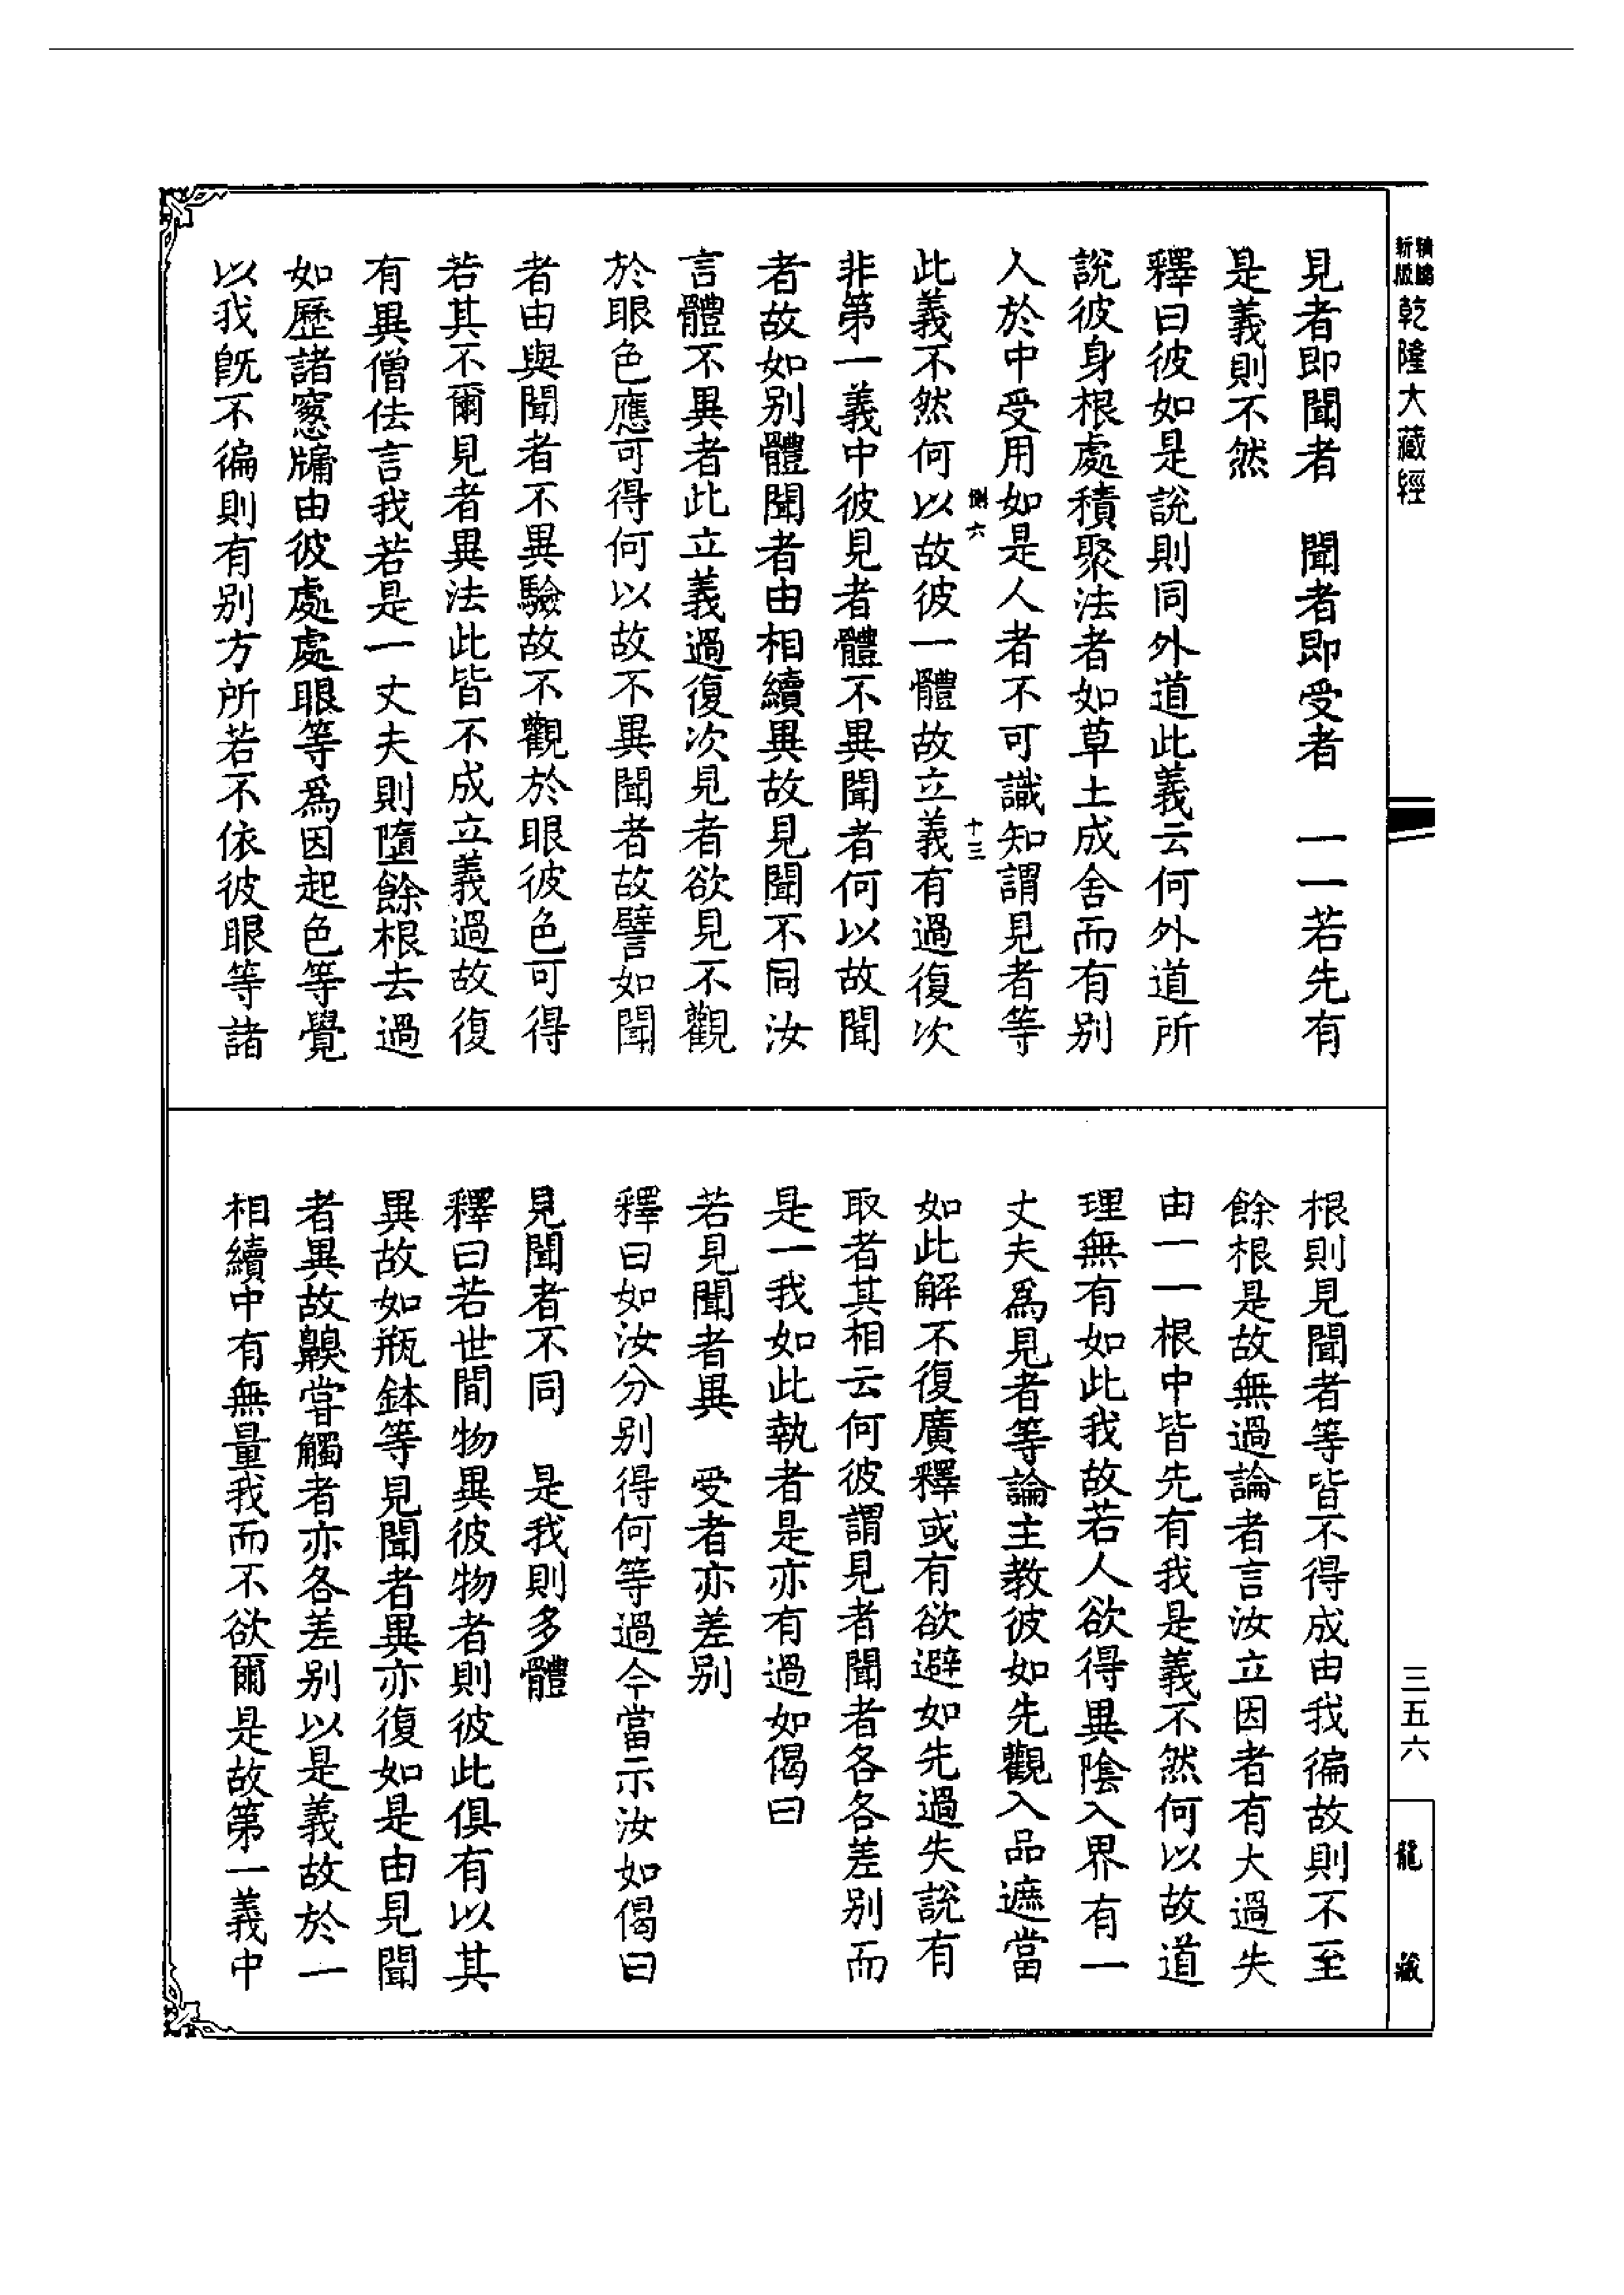 乾隆大藏經
見者即聞者　聞者即受者　一一若先有
是義則不然
釋曰彼如是說則同外道此義云何外道所
說彼身根處積聚法者如草土成舍而有別
人於中受用如是人者不可識知謂見者等
六　十三
此義不然何以故彼一體故立義有過復次
非第一義中彼見者體不異聞者何以故聞
者故如別體聞者由相續異故見聞不同汝
言體不異者此立義過復次見者欲見不觀
於眼色應可得何以故不異聞者故譬如聞
者由與聞者不異驗故不觀於眼彼色可得
若其不爾見者異法此皆不成立義過故復
有異僧佉言我若是一丈夫則墮餘根去過
如歷諸窻牖由彼處處眼等爲因起色等覺
以我旣不徧則有別方所若不依彼眼等諸
根則見聞者等皆不得成由我徧故則不至
餘根是故無過論者言汝立因者有大過失
由一一根中皆先有我是義不然何以故道
理無有如此我故若人欲得異陰入界有一
丈夫爲見者等論主教彼如先觀入品遮當
如此解不復廣釋或有欲避如先過失說有
取者其相云何彼謂見者聞者各各差別而
是一我如此執者是亦有過如偈曰
若見聞者異　受者亦差別
釋曰如汝分別得何等過今當示汝如偈曰
見聞者不同　是我則多體
釋曰若世間物異彼物者則彼此俱有以其
異故如瓶鉢等見聞者異亦復如是由見聞
者異故齅甞觸者亦各差別以是義故於一
相續中有無量我而不欲爾是故第一義中
三五六
龍藏